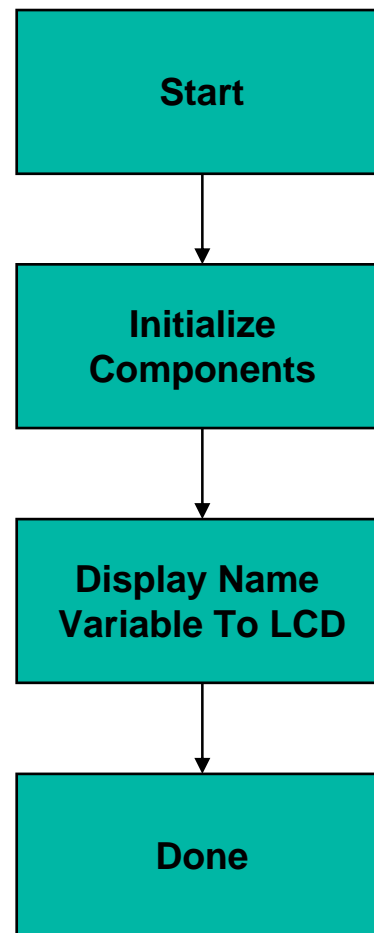 Start
Initialize
Components
Display Name
Variable To LCD
Done